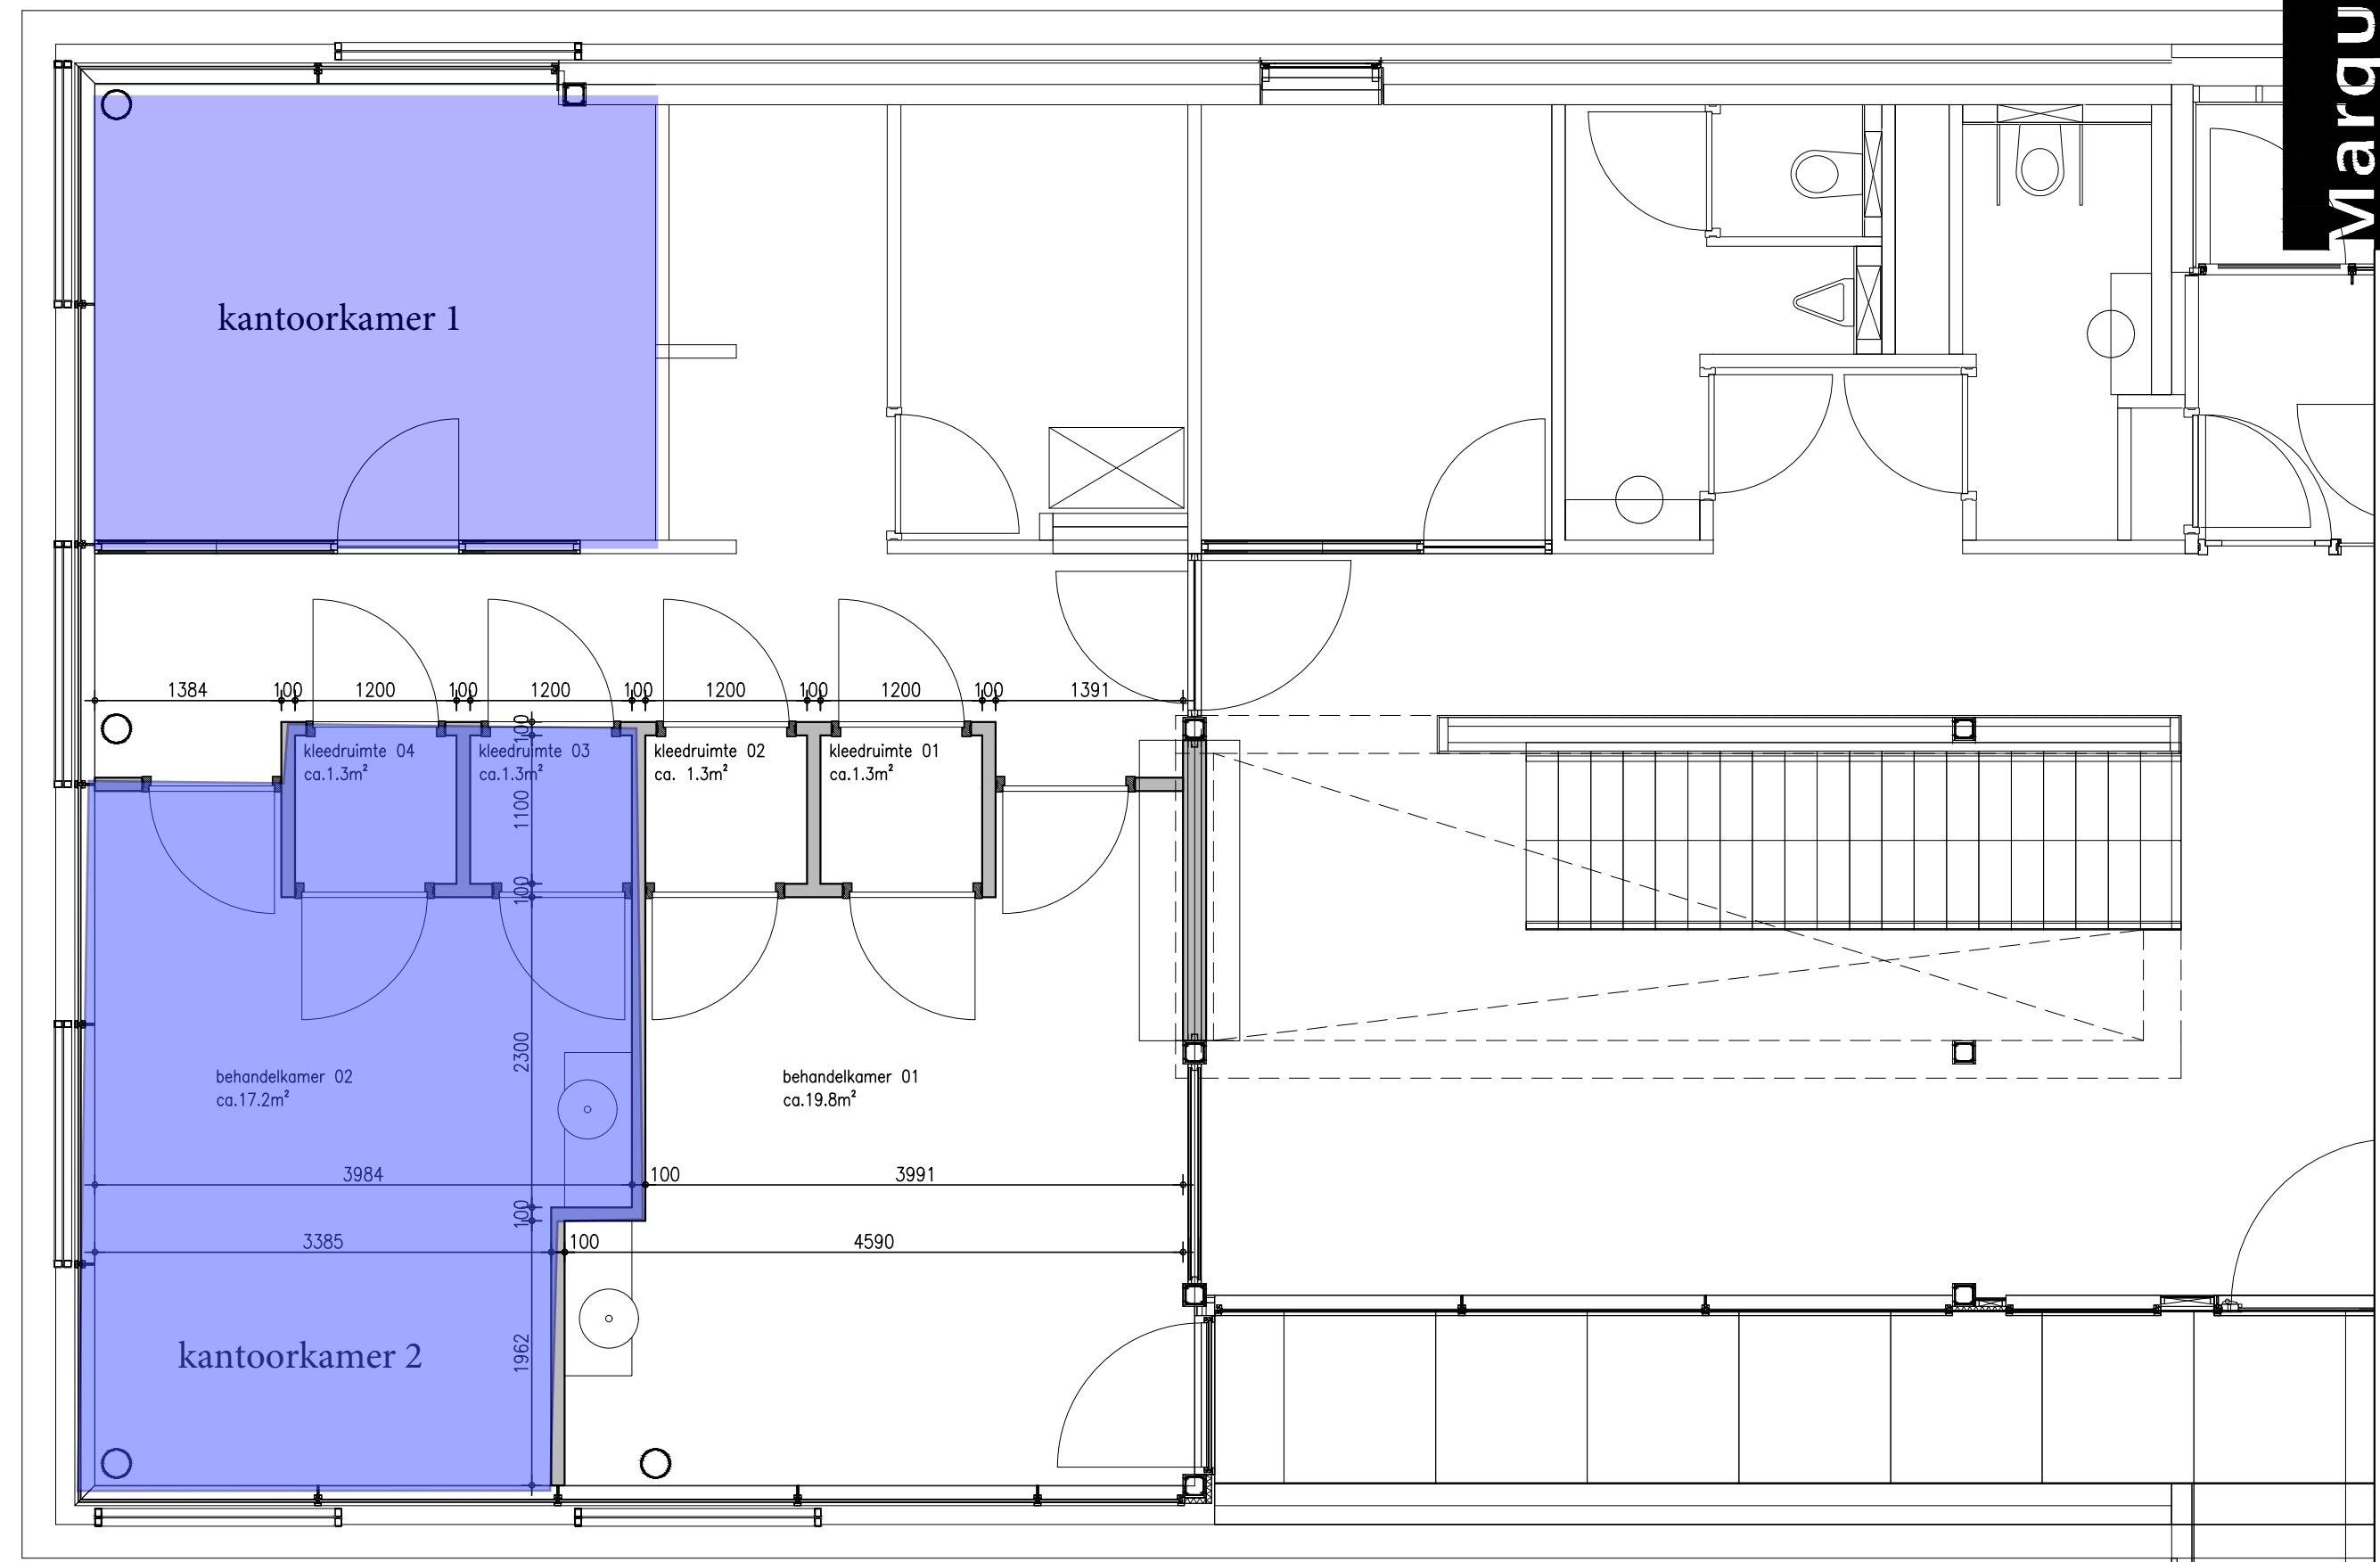 Marqu
kantoorkamer 1
1384
100
1200
100
1200
100
1200
100
1200
100
1391
100
kleedruimte 04
ca.1.3m²
kleedruimte 03
ca.1.3m²
kleedruimte 02
ca. 1.3m²
kleedruimte 01
ca.1.3m²
1100
100
2300
behandelkamer 02
ca.17.2m²
behandelkamer 01
ca.19.8m²
3984
100
3991
100
3385
100
4590
1962
kantoorkamer 2